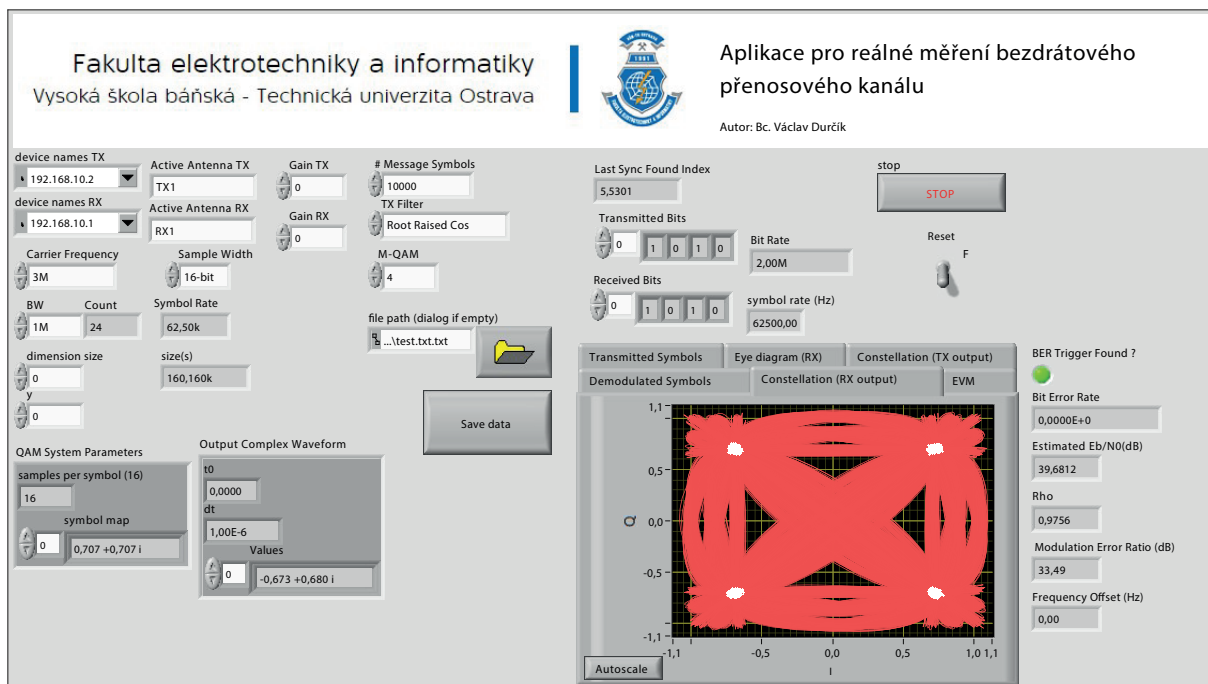 Fakulta elektrotechniky a informatiky
Vysoká škola báňská - Technická univerzita Ostrava
1991
Aplikace pro reálné měření bezdrátového
přenosového kanálu
Autor: Bc. Václav Durčík
device names TX
192.168.10.2
Active Antenna TX
TX1
Gain TX
0
# Message Symbols
10000
device names RX
192.168.10.1
Active Antenna RX
RX1
Gain RX
0
TX Filter
Root Raised Cos
Carrier Frequency
3M
Sample Width
16-bit
M-QAM
4
BW
1M
Count
24
Symbol Rate
62,50k
file path (dialog if empty)
...\test.txt.txt
dimension size
0
size(s)
160,160k
y
0
Save data
QAM System Parameters
samples per symbol (16)
16
symbol map
0
0,707 +0,707 i
Output Complex Waveform
t0
0,0000
dt
1,00E-6
Values
0
-0,673 +0,680 i
Last Sync Found Index
5,5301
stop
STOP
Transmitted Bits
0 1 0 1 0
Bit Rate
2,00M
Reset
F
Received Bits
0 1 0 1 0
symbol rate (Hz)
62500,00
Transmitted Symbols Eye diagram (RX) Constellation (TX output)
Demodulated Symbols Constellation (RX output) EVM
1,1
0,5
0,0
-0,5
-1,1
Q
-1,1 -0,5 0,0 0,5 1,0 1,1
I
Autoscale
BER Trigger Found ?
Bit Error Rate
0,0000E+0
Estimated Eb/N0(dB)
39,6812
Rho
0,9756
Modulation Error Ratio (dB)
33,49
Frequency Offset (Hz)
0,00